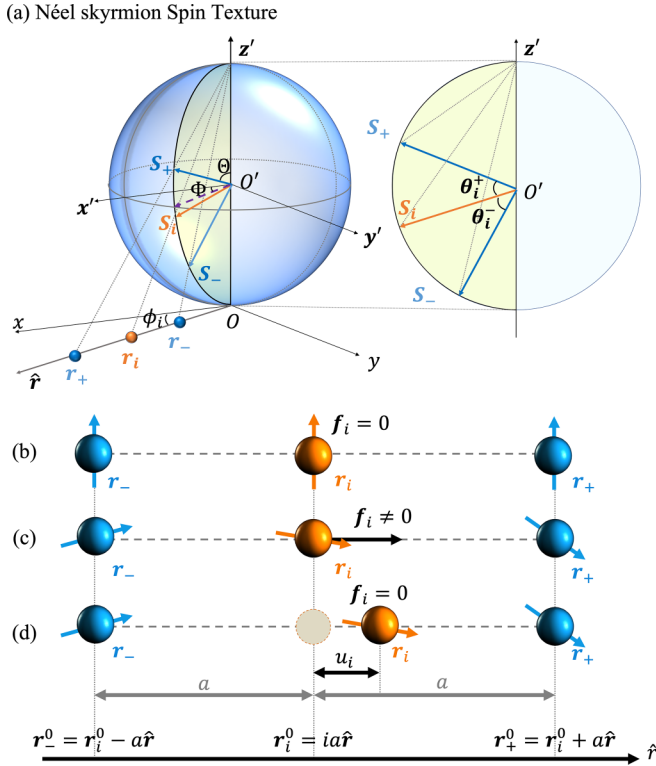 (a) Néel skyrmion Spin Texture
z′ z′
S₊ Θ S₊
Φ O′ θᵢ⁺ O′
x′ Sᵢ Sᵢ θᵢ⁻
y′
S₋ S₋
x ϕᵢ O
r₋ y
rᵢ
r̂ r₊
(b) fᵢ = 0
r₋ rᵢ r₊
(c) fᵢ ≠ 0
r₋ rᵢ r₊
fᵢ = 0
(d)
r₋ rᵢ r₊
uᵢ
a a
r₋⁰ = rᵢ⁰ − ar̂ rᵢ⁰ = iar̂ r₊⁰ = rᵢ⁰ + ar̂ r̂